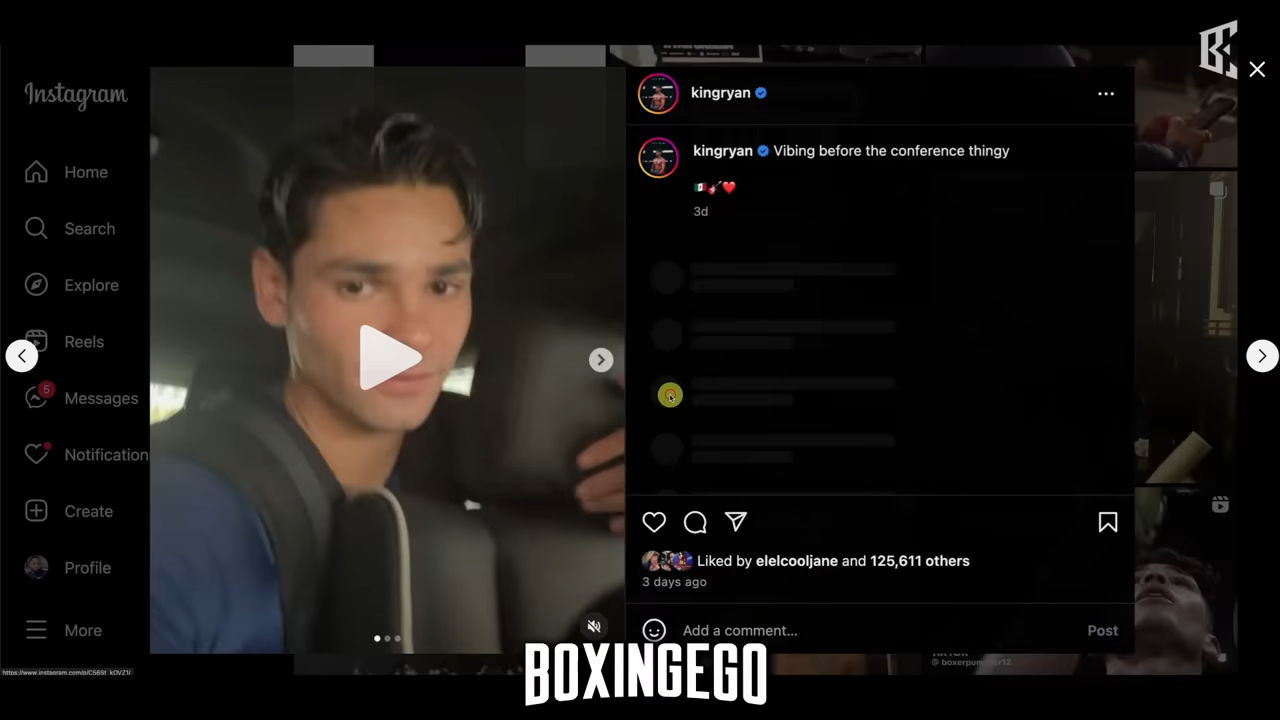 Instagram
Home
Search
Explore
Reels
5
Messages
Notification
Create
Profile
More
kingryan
kingryan Vibing before the conference thingy
🇲🇽🎸❤️
3d
Liked by elelcooljane and 125,611 others
3 days ago
Add a comment...
Post
BOXINGEGO